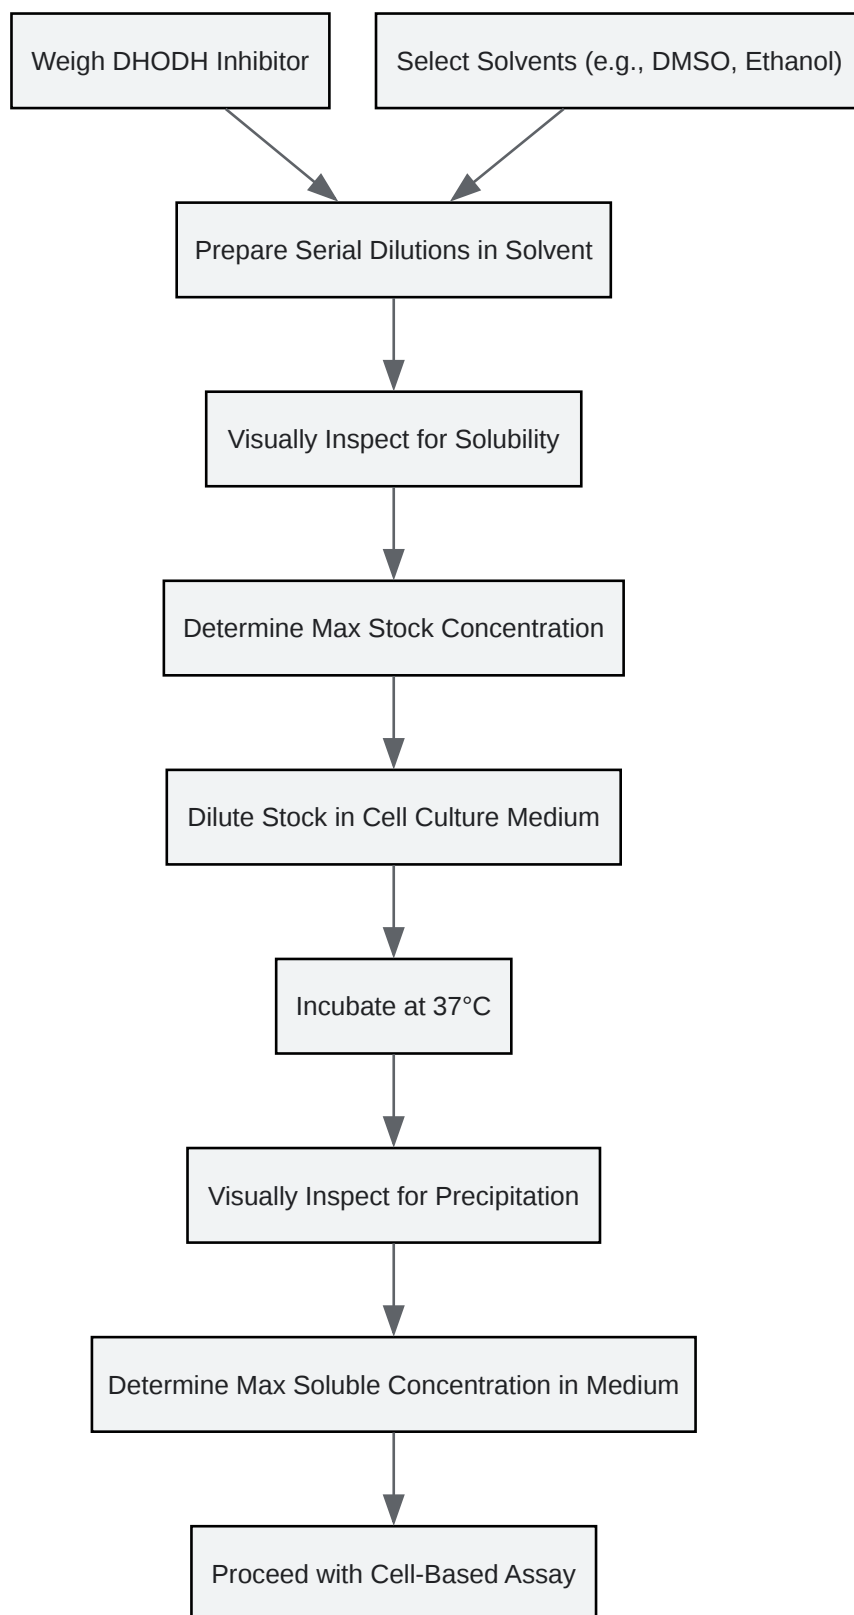 Weigh DHODH Inhibitor
Select Solvents (e.g., DMSO, Ethanol)
Prepare Serial Dilutions in Solvent
Visually Inspect for Solubility
Determine Max Stock Concentration
Dilute Stock in Cell Culture Medium
Incubate at 37°C
Visually Inspect for Precipitation
Determine Max Soluble Concentration in Medium
Proceed with Cell-Based Assay